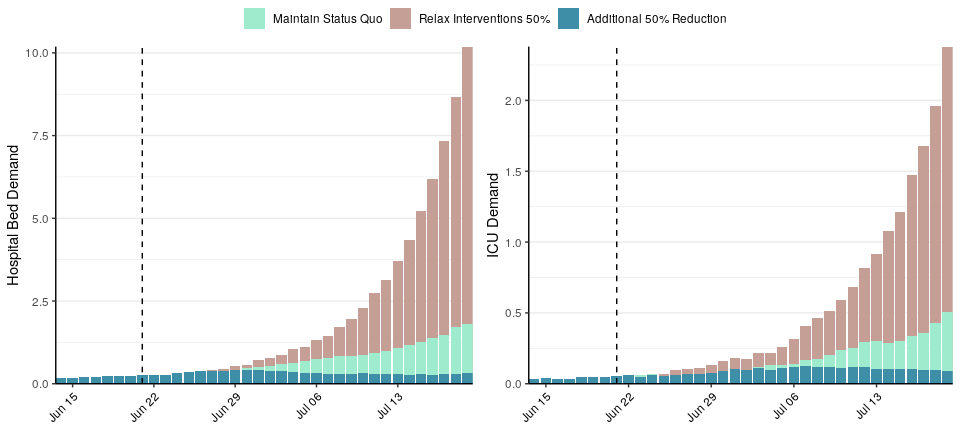 Maintain Status Quo Relax Interventions 50% Additional 50% Reduction
Hospital Bed Demand
10.0
7.5
5.0
2.5
0.0
Jun 15 Jun 22 Jun 29 Jul 06 Jul 13
ICU Demand
2.0
1.5
1.0
0.5
0.0
Jun 15 Jun 22 Jun 29 Jul 06 Jul 13